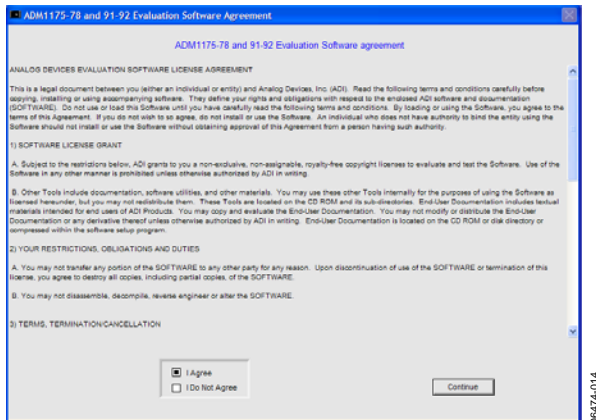 ADM1175-78 and 91-92 Evaluation Software Agreement
ADM1175-78 and 91-92 Evaluation Software agreement
ANALOG DEVICES EVALUATION SOFTWARE LICENSE AGREEMENT
This is a legal document between you (either an individual or entity) and Analog Devices, Inc. (ADI). Read the following terms and conditions carefully before
copying, installing or using accompanying software. They define your rights and obligations with respect to the enclosed ADI software and documentation
(SOFTWARE). Do not use or load this Software until you have carefully read the following terms and conditions. By loading or using the Software, you agree to the
terms of this Agreement. If you do not wish to so agree, do not install or use the Software. An individual who does not have authority to bind the entity using the
Software should not install or use the Software without obtaining approval of this Agreement from a person having such authority.
1) SOFTWARE LICENSE GRANT
A. Subject to the restrictions below, ADI grants to you a non-exclusive, non-assignable, royalty-free copyright licenses to evaluate and test the Software. Use of the
Software in any other manner is prohibited unless otherwise authorized by ADI in writing.
B. Other Tools include documentation, software utilities, and other materials. You may use these other Tools internally for the purposes of using the Software as
licensed hereunder, but you may not redistribute them. These Tools are located on the CD ROM and its sub-directories. End-User Documentation includes textual
materials intended for end users of ADI Products. You may copy and evaluate the End-User Documentation. You may not modify or distribute the End-User
Documentation or any derivative thereof unless otherwise authorized by ADI in writing. End-User Documentation is located on the CD ROM or disk directory or
compressed within the software setup program.
2) YOUR RESTRICTIONS, OBLIGATIONS AND DUTIES
A. You may not transfer any portion of the SOFTWARE to any other party for any reason. Upon discontinuation of use of the SOFTWARE or termination of this
license, you agree to destroy all copies, including partial copies, of the SOFTWARE.
B. You may not disassemble, decompile, reverse engineer or alter the SOFTWARE.
3) TERMS, TERMINATION/CANCELLATION
I Agree
I Do Not Agree
Continue
06474-014